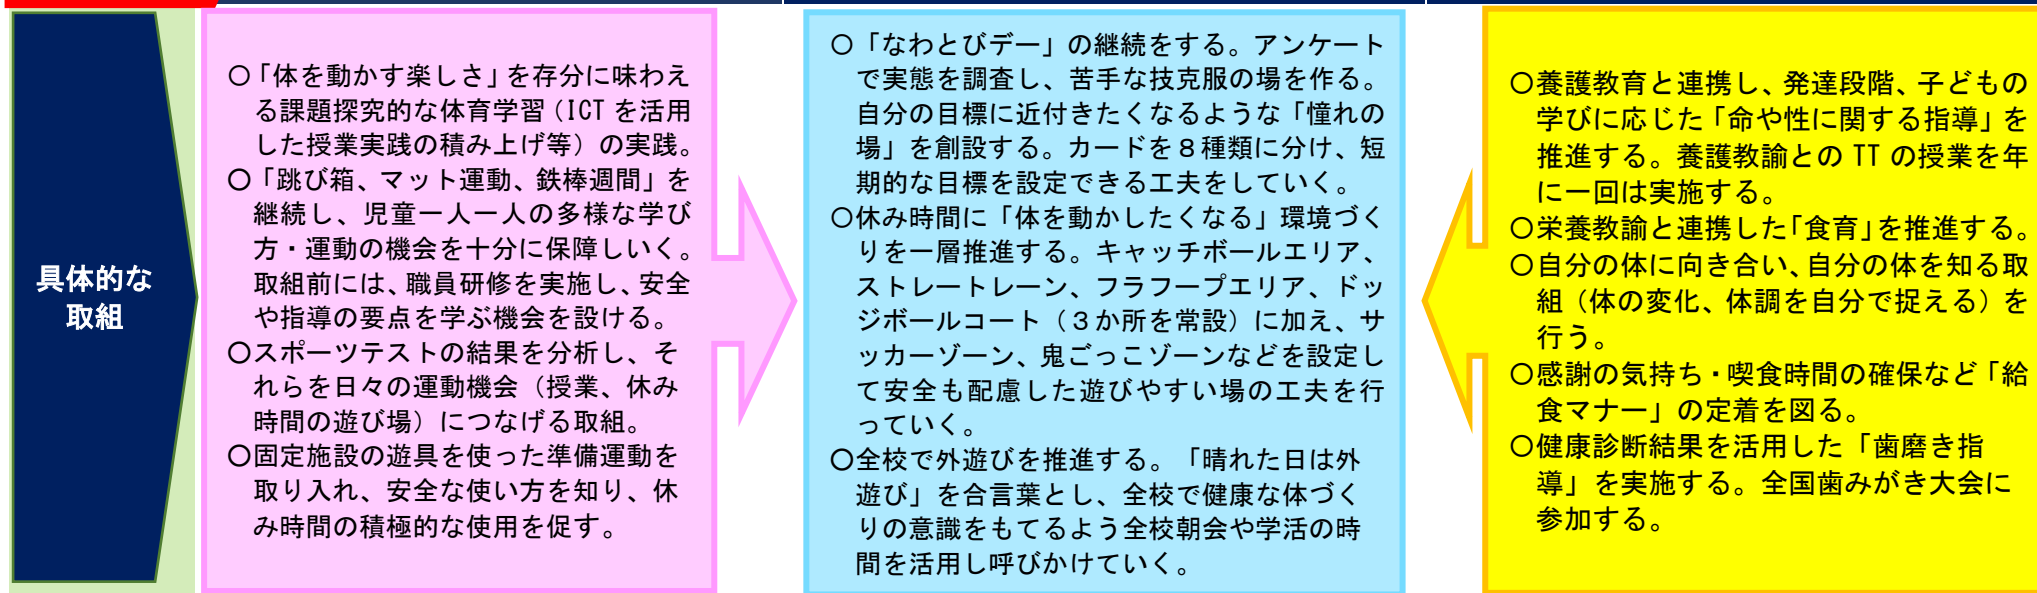 具体的な
取組
〇「体を動かす楽しさ」を存分に味わえ
る課題探究的な体育学習（ICT を活用
した授業実践の積み上げ等）の実践。
〇「跳び箱、マット運動、鉄棒週間」を
継続し、児童一人一人の多様な学び
方・運動の機会を十分に保障しいく。
取組前には、職員研修を実施し、安全
や指導の要点を学ぶ機会を設ける。
〇スポーツテストの結果を分析し、そ
れらを日々の運動機会（授業、休み
時間の遊び場）につなげる取組。
〇固定施設の遊具を使った準備運動を
取り入れ、安全な使い方を知り、休
み時間の積極的な使用を促す。
〇「なわとびデー」の継続をする。アンケート
で実態を調査し、苦手な技克服の場を作る。
自分の目標に近付きたくなるような「憧れの
場」を創設する。カードを８種類に分け、短
期的な目標を設定できる工夫をしていく。
〇休み時間に「体を動かしたくなる」環境づく
りを一層推進する。キャッチボールエリア、
ストレートレーン、フラフープエリア、ドッ
ジボールコート（３か所を常設）に加え、サ
ッカーゾーン、鬼ごっこゾーンなどを設定し
て安全も配慮した遊びやすい場の工夫を行
っていく。
〇全校で外遊びを推進する。「晴れた日は外
遊び」を合言葉とし、全校で健康な体づく
りの意識をもてるよう全校朝会や学活の時
間を活用し呼びかけていく。
〇養護教育と連携し、発達段階、子どもの
学びに応じた「命や性に関する指導」を
推進する。養護教諭との TT の授業を年
に一回は実施する。
〇栄養教諭と連携した「食育」を推進する。
〇自分の体に向き合い、自分の体を知る取
組（体の変化、体調を自分で捉える）を
行う。
〇感謝の気持ち・喫食時間の確保など「給
食マナー」の定着を図る。
〇健康診断結果を活用した「歯磨き指
導」を実施する。全国歯みがき大会に
参加する。